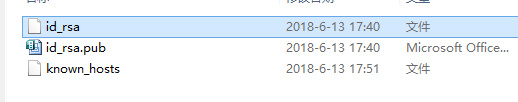 id_rsa 2018-6-13 17:40 文件
id_rsa.pub 2018-6-13 17:40 Microsoft Office...
known_hosts 2018-6-13 17:51 文件